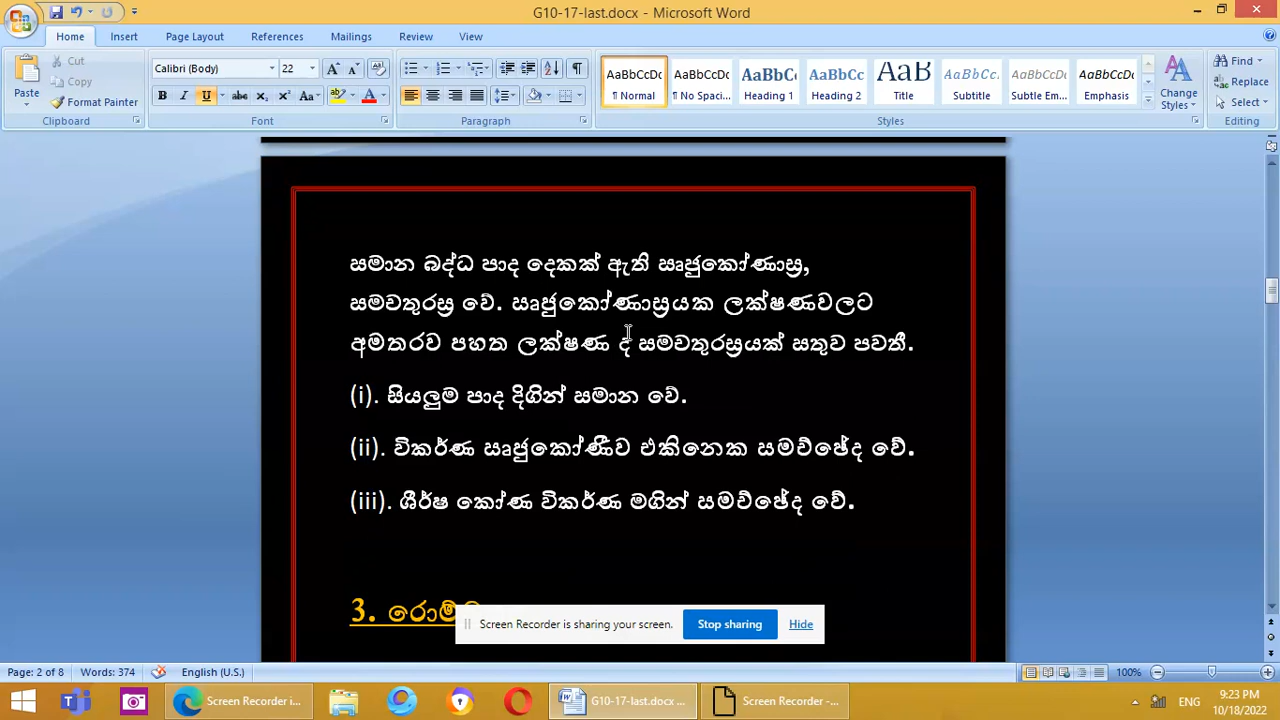 G10-17-last.docx - Microsoft Word
Home Insert Page Layout References Mailings Review View
Paste Cut Copy Format Painter
Calibri (Body) 22
AaBbCcDc AaBbCcDc AaBbC AaBbCc AaB AaBbCc. AaBbCcDc AaBbCcDc
¶ Normal ¶ No Spaci... Heading 1 Heading 2 Title Subtitle Subtle Em... Emphasis
Change Styles
Find Replace Select
Clipboard Font Paragraph Styles Editing
සමාන බද්ධ පාද දෙකක් ඇති සෘජුකෝණාස්‍ර,
සමචතුරස්‍ර වේ. සෘජුකෝණාස්‍රයක ලක්ෂණවලට
අමතරව පහත ලක්ෂණ ද සමචතුරස්‍රයක් සතුව පවතී.
(i). සියලුම පාද දිගින් සමාන වේ.
(ii). විකර්ණ සෘජුකෝණීව එකිනෙක සමච්ඡේද වේ.
(iii). ශීර්ෂ කෝණ විකර්ණ මගින් සමච්ඡේද වේ.
3.
Screen Recorder is sharing your screen. Stop sharing Hide
Page: 2 of 8 Words: 374 English (U.S.) 100%
Screen Recorder i... G10-17-last.docx ... Screen Recorder -...
ENG 9:23 PM
10/18/2022